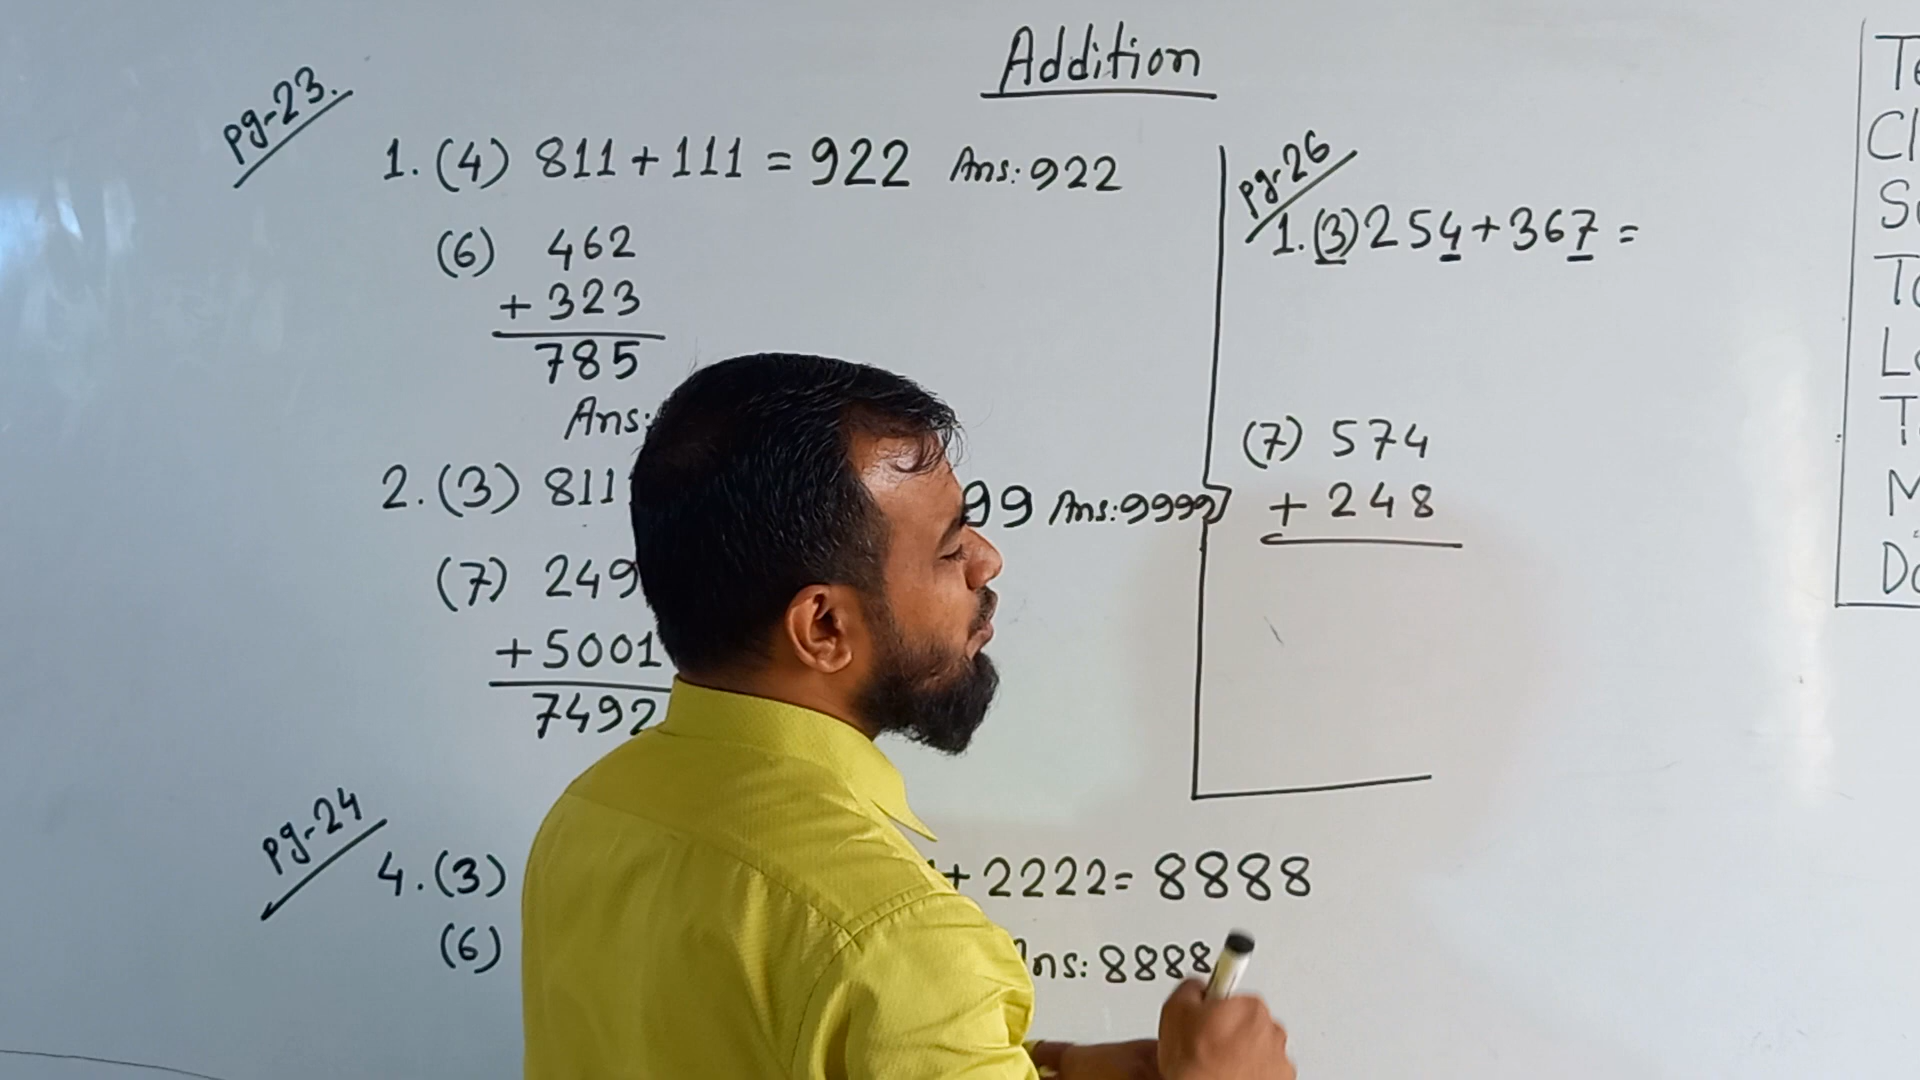 Addition
pg-23.
1. (4) 811 + 111 = 922 Ans: 922
(6) 462
+ 323
785
Ans:
2. (3) 811 99 Ans: 9999
(7) 249
+5001
7492
pg-24
4. (3) + 2222 = 8888
(6) Ans: 8888
pg-26
1. (3) 254 + 367 =
(7) 574
+ 248